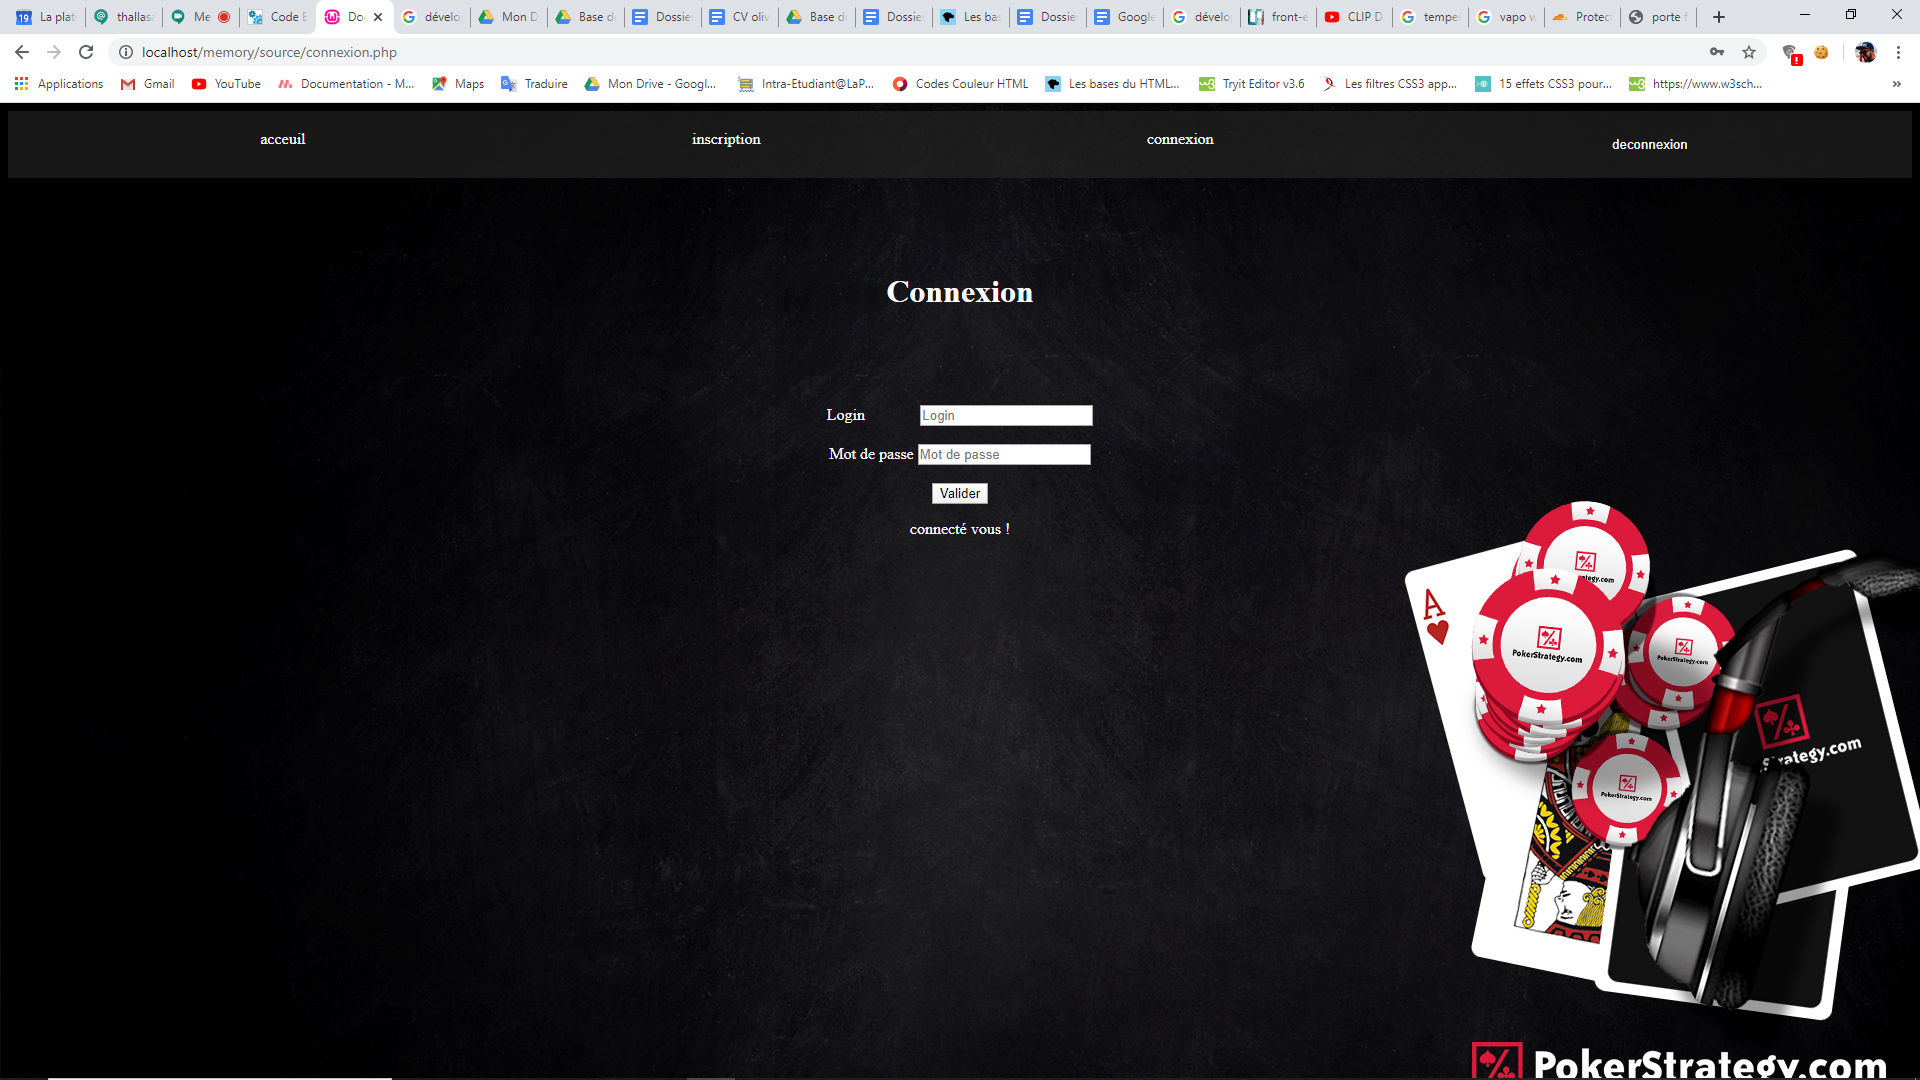 La plat thallas Me Code E Do dévelo Mon D Base d Dossie CV oliv Base d Dossie Les bas Dossie Google dévelo front-e CLIP D tempe vapo w Protec porte f
localhost/memory/source/connexion.php
Applications Gmail YouTube Documentation - M... Maps Traduire Mon Drive - Googl... Intra-Etudiant@LaP... Codes Couleur HTML Les bases du HTML... Tryit Editor v3.6 Les filtres CSS3 app... 15 effets CSS3 pour... https://www.w3sch... »
acceuil inscription connexion deconnexion
Connexion
Login Login
Mot de passe Mot de passe
Valider
connecté vous !
A
PokerStrategy.com
PokerStrategy.com
PokerStrategy.com
Strategy.com
PokerStrategy.com